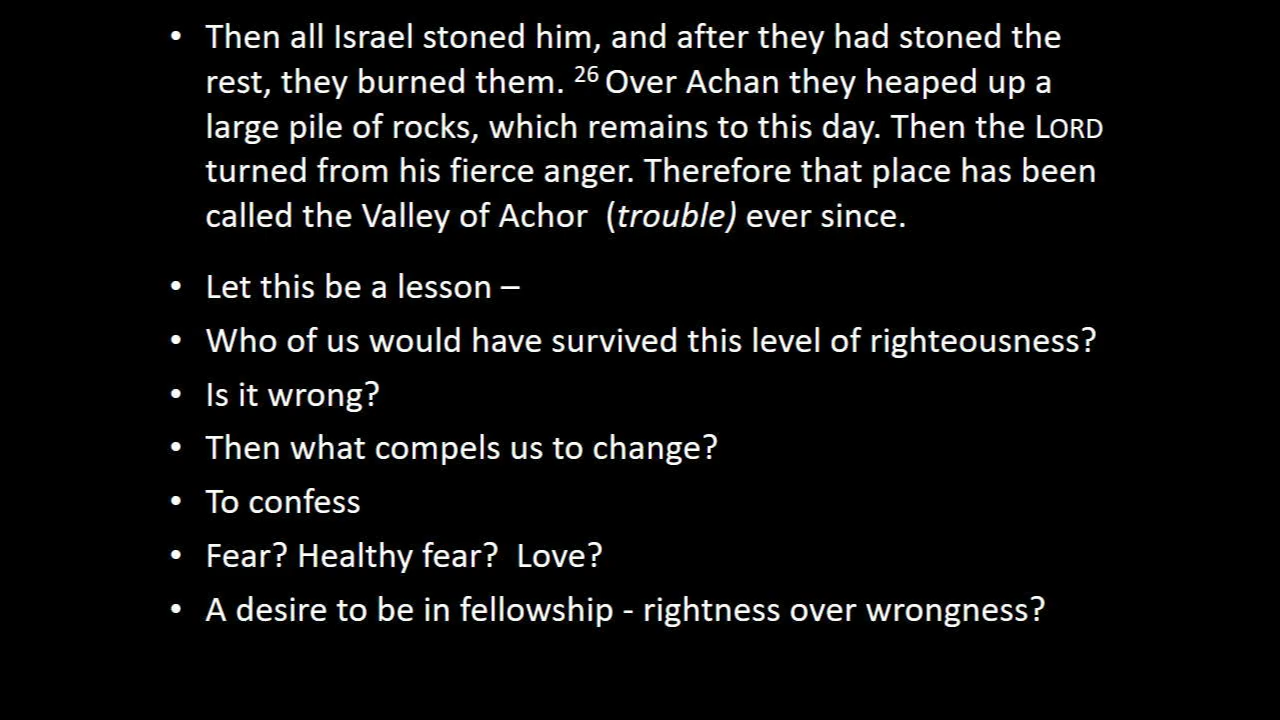 • Then all Israel stoned him, and after they had stoned the
rest, they burned them. 26 Over Achan they heaped up a
large pile of rocks, which remains to this day. Then the LORD
turned from his fierce anger. Therefore that place has been
called the Valley of Achor  (trouble) ever since.
• Let this be a lesson –
• Who of us would have survived this level of righteousness?
• Is it wrong?
• Then what compels us to change?
• To confess
• Fear? Healthy fear?  Love?
• A desire to be in fellowship - rightness over wrongness?